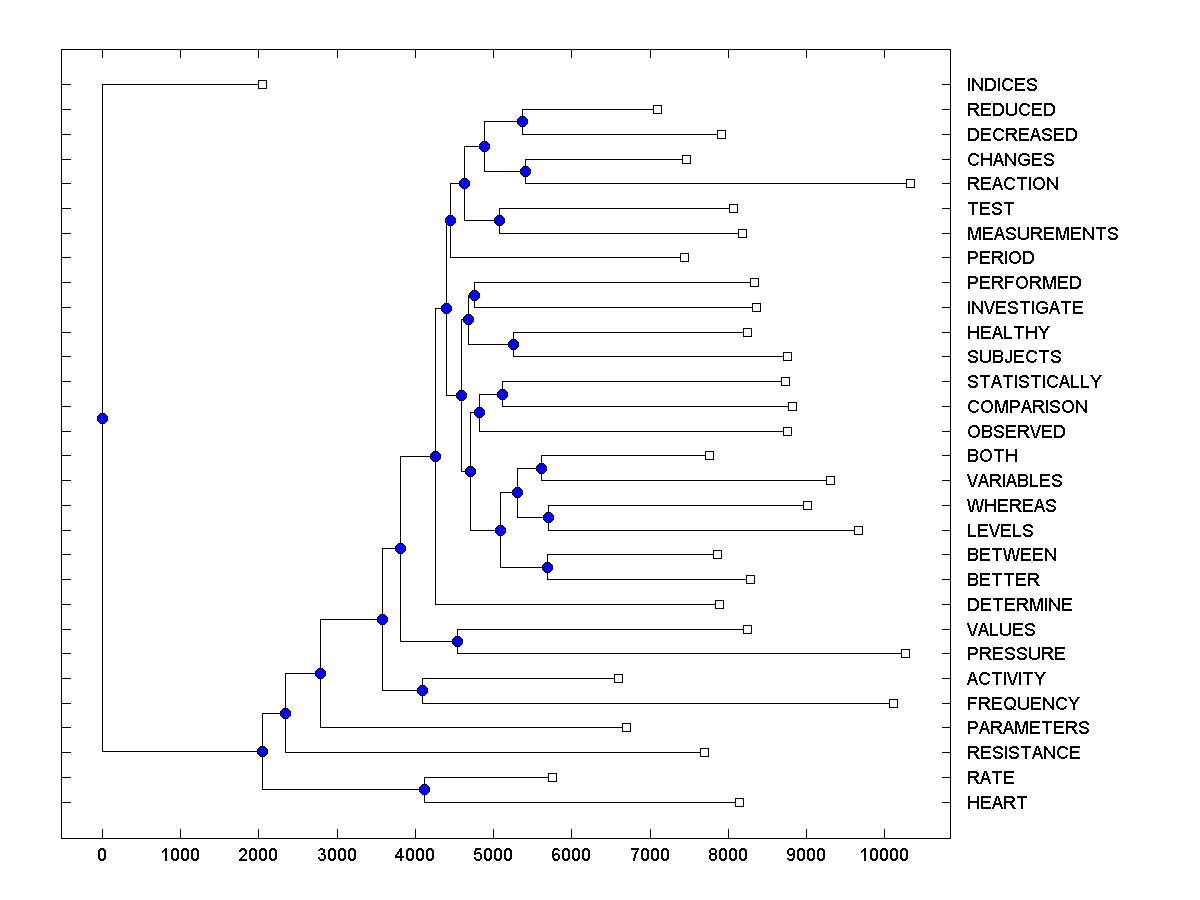 INDICES
REDUCED
DECREASED
CHANGES
REACTION
TEST
MEASUREMENTS
PERIOD
PERFORMED
INVESTIGATE
HEALTHY
SUBJECTS
STATISTICALLY
COMPARISON
OBSERVED
BOTH
VARIABLES
WHEREAS
LEVELS
BETWEEN
BETTER
DETERMINE
VALUES
PRESSURE
ACTIVITY
FREQUENCY
PARAMETERS
RESISTANCE
RATE
HEART
0 1000 2000 3000 4000 5000 6000 7000 8000 9000 10000